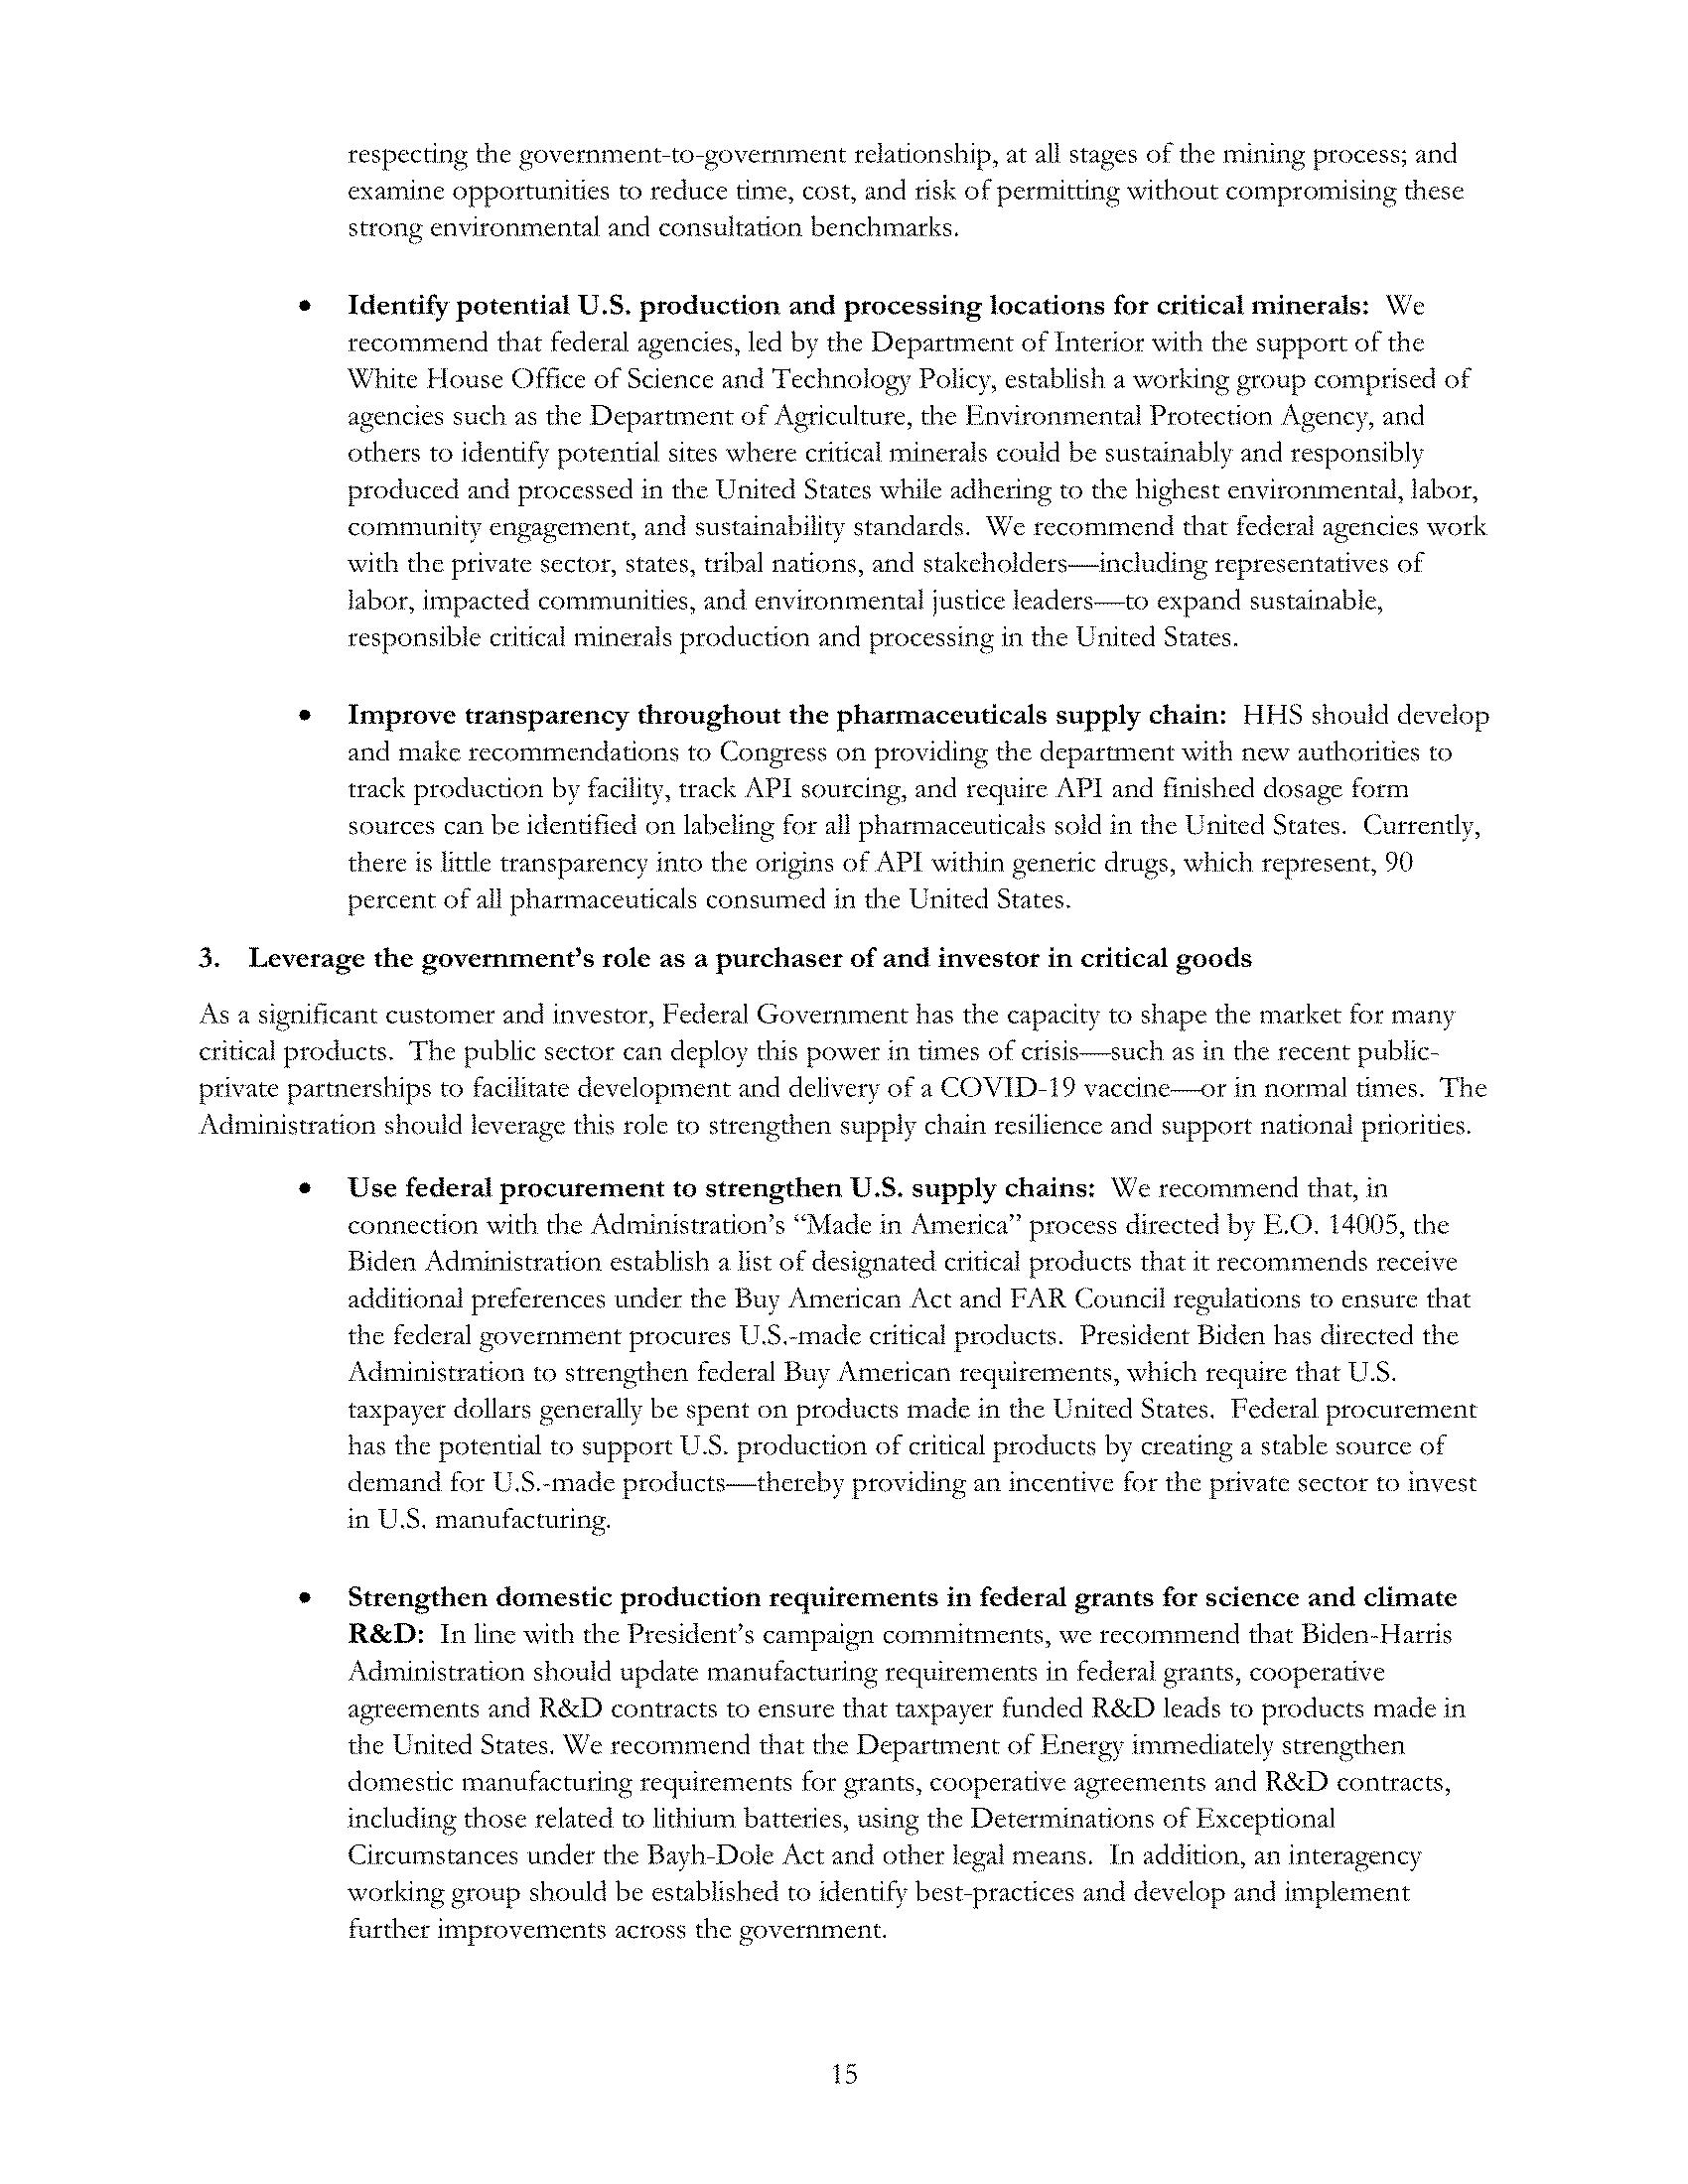 respecting the government-to-government relationship, at all stages of the mining process; and
examine opportunities to reduce time, cost, and risk of permitting without compromising these
strong environmental and consultation benchmarks.
• Identify potential U.S. production and processing locations for critical minerals: We
recommend that federal agencies, led by the Department of Interior with the support of the
White House Office of Science and Technology Policy, establish a working group comprised of
agencies such as the Department of Agriculture, the Environmental Protection Agency, and
others to identify potential sites where critical minerals could be sustainably and responsibly
produced and processed in the United States while adhering to the highest environmental, labor,
community engagement, and sustainability standards. We recommend that federal agencies work
with the private sector, states, tribal nations, and stakeholders—including representatives of
labor, impacted communities, and environmental justice leaders—to expand sustainable,
responsible critical minerals production and processing in the United States.
• Improve transparency throughout the pharmaceuticals supply chain: HHS should develop
and make recommendations to Congress on providing the department with new authorities to
track production by facility, track API sourcing, and require API and finished dosage form
sources can be identified on labeling for all pharmaceuticals sold in the United States. Currently,
there is little transparency into the origins of API within generic drugs, which represent, 90
percent of all pharmaceuticals consumed in the United States.
3. Leverage the government's role as a purchaser of and investor in critical goods
As a significant customer and investor, Federal Government has the capacity to shape the market for many
critical products. The public sector can deploy this power in times of crisis—such as in the recent public-
private partnerships to facilitate development and delivery of a COVID-19 vaccine—or in normal times. The
Administration should leverage this role to strengthen supply chain resilience and support national priorities.
• Use federal procurement to strengthen U.S. supply chains: We recommend that, in
connection with the Administration's “Made in America” process directed by E.O. 14005, the
Biden Administration establish a list of designated critical products that it recommends receive
additional preferences under the Buy American Act and FAR Council regulations to ensure that
the federal government procures U.S.-made critical products. President Biden has directed the
Administration to strengthen federal Buy American requirements, which require that U.S.
taxpayer dollars generally be spent on products made in the United States. Federal procurement
has the potential to support U.S. production of critical products by creating a stable source of
demand for U.S.-made products—thereby providing an incentive for the private sector to invest
in U.S. manufacturing.
• Strengthen domestic production requirements in federal grants for science and climate
R&D: In line with the President's campaign commitments, we recommend that Biden-Harris
Administration should update manufacturing requirements in federal grants, cooperative
agreements and R&D contracts to ensure that taxpayer funded R&D leads to products made in
the United States. We recommend that the Department of Energy immediately strengthen
domestic manufacturing requirements for grants, cooperative agreements and R&D contracts,
including those related to lithium batteries, using the Determinations of Exceptional
Circumstances under the Bayh-Dole Act and other legal means. In addition, an interagency
working group should be established to identify best-practices and develop and implement
further improvements across the government.
15